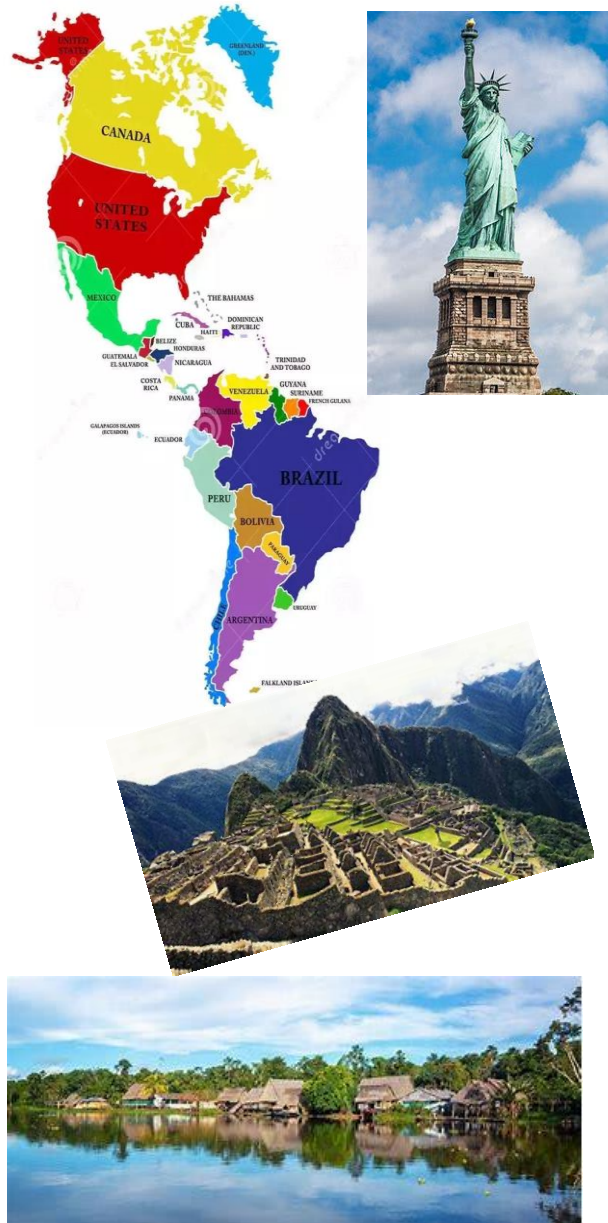 UNITED
STATES
GREENLAND
(DEN.)
CANADA
UNITED
STATES
MEXICO
THE BAHAMAS
CUBA
DOMINICAN
REPUBLIC
HAITI
BELIZE
HONDURAS
GUATEMALA
EL SALVADOR
NICARAGUA
TRINIDAD
AND TOBAGO
COSTA
RICA
PANAMA
VENEZUELA
GUYANA
SURINAME
FRENCH GUIANA
GALAPAGOS ISLANDS
(ECUADOR)
ECUADOR
BRAZIL
PERU
BOLIVIA
PARAGUAY
CHILE
URUGUAY
ARGENTINA
FALKLAND